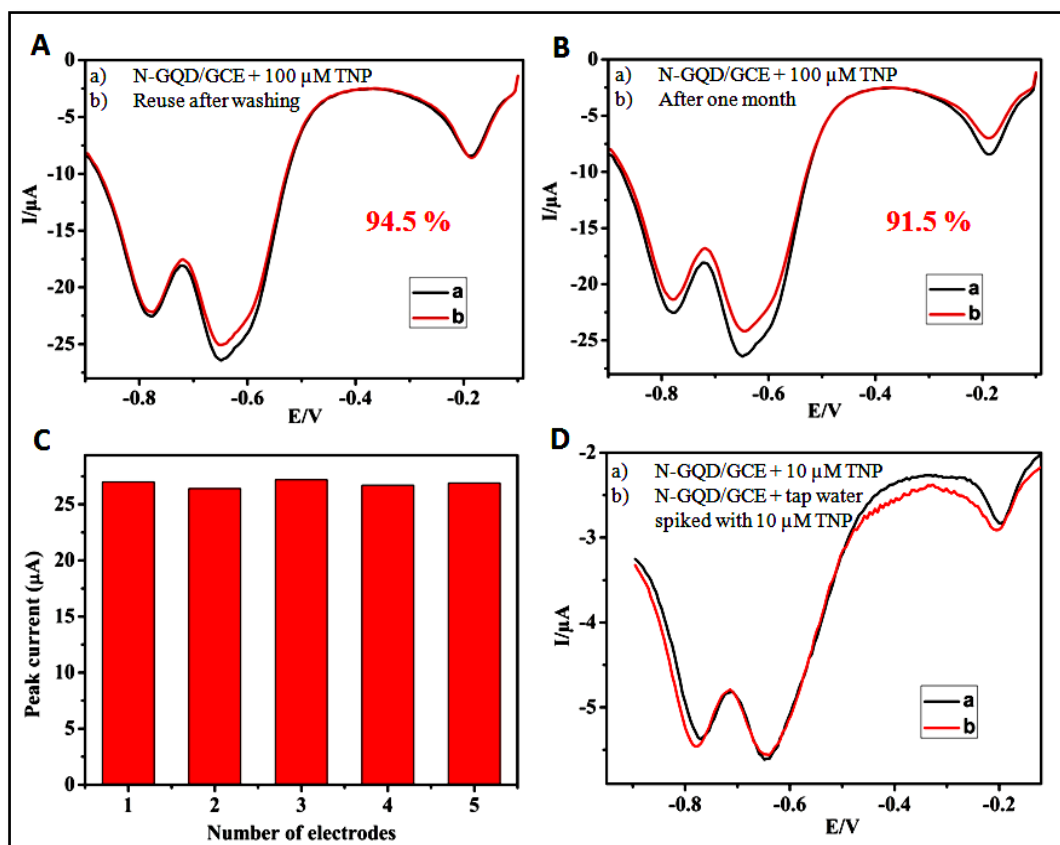 A
a) N-GQD/GCE + 100 µM TNP
b) Reuse after washing
94.5 %
a
b
I/µA
0
-5
-10
-15
-20
-25
-0.8 -0.6 -0.4 -0.2
E/V
B
a) N-GQD/GCE + 100 µM TNP
b) After one month
91.5 %
a
b
I/µA
0
-5
-10
-15
-20
-25
-0.8 -0.6 -0.4 -0.2
E/V
C
Peak current (µA)
25
20
15
10
5
0
1 2 3 4 5
Number of electrodes
D
a) N-GQD/GCE + 10 µM TNP
b) N-GQD/GCE + tap water
spiked with 10 µM TNP
a
b
I/µA
-2
-3
-4
-5
-0.8 -0.6 -0.4 -0.2
E/V